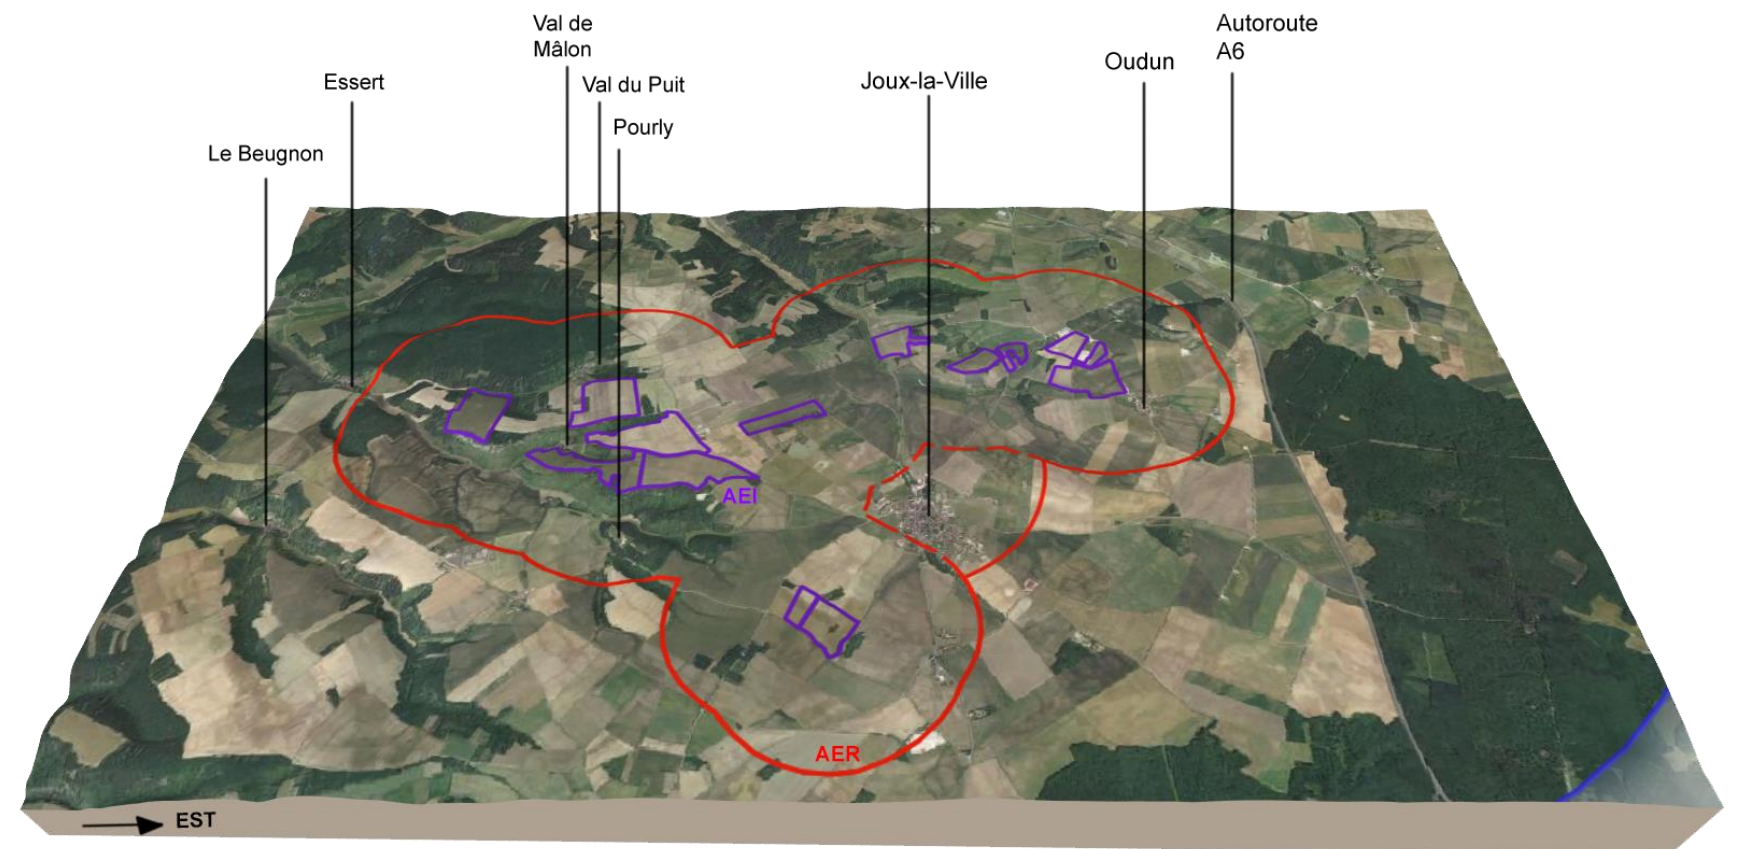 Val de
Mâlon
Autoroute
A6
Oudun
Essert
Val du Puit
Joux-la-Ville
Pourly
Le Beugnon
AEI
AER
EST